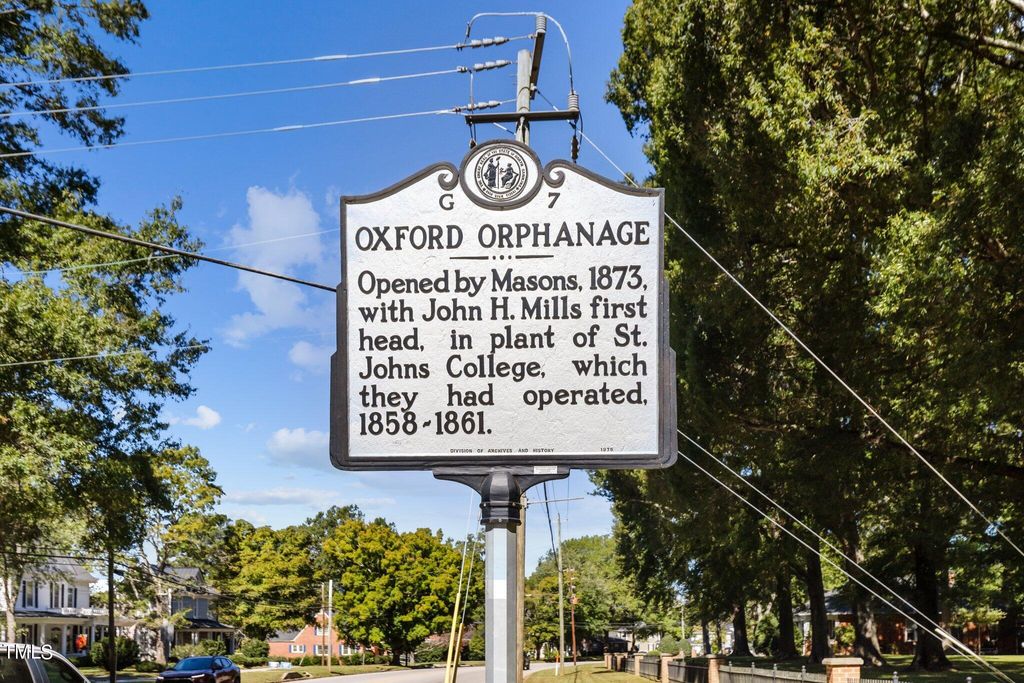 G 7
OXFORD ORPHANAGE
Opened by Masons, 1873,
with John H. Mills first
head, in plant of St.
Johns College, which
they had operated,
1858-1861.
DIVISION OF ARCHIVES AND HISTORY 1976
TMLS